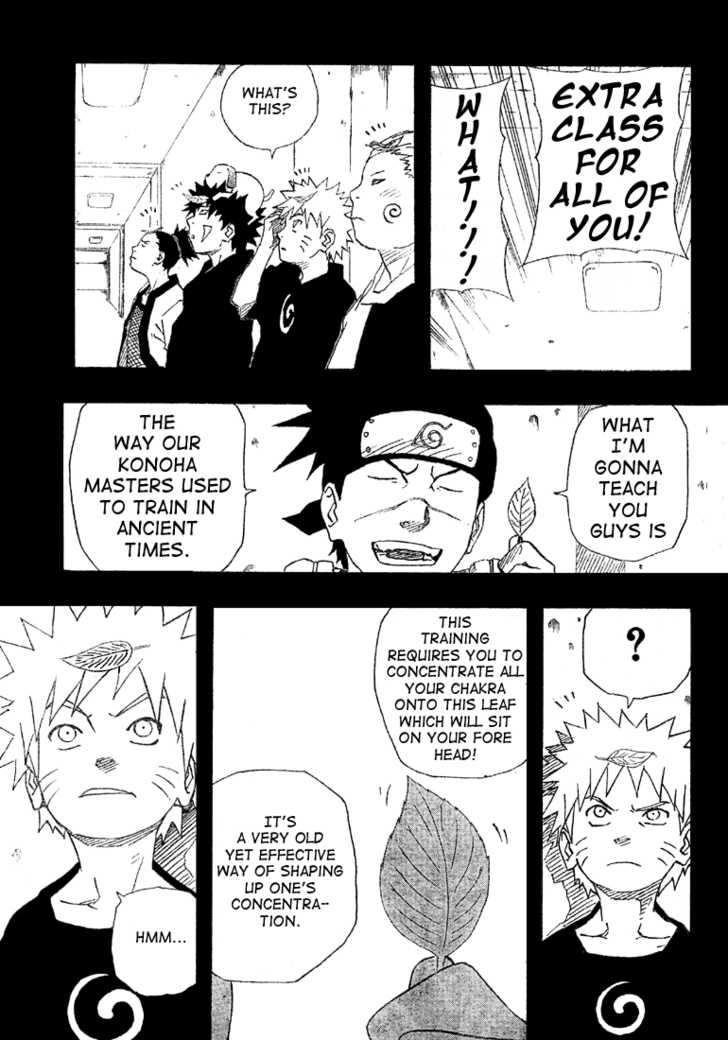 EXTRA
CLASS
FOR
ALL OF
YOU!
WHAT!!!
WHAT'S
THIS?
WHAT
I'M
GONNA
TEACH
YOU
GUYS IS
THE
WAY OUR
KONOHA
MASTERS USED
TO TRAIN IN
ANCIENT
TIMES.
?
THIS
TRAINING
REQUIRES YOU TO
CONCENTRATE ALL
YOUR CHAKRA
ONTO THIS LEAF
WHICH WILL SIT
ON YOUR FORE
HEAD!
IT'S
A VERY OLD
YET EFFECTIVE
WAY OF SHAPING
UP ONE'S
CONCENTRA--
TION.
HMM...